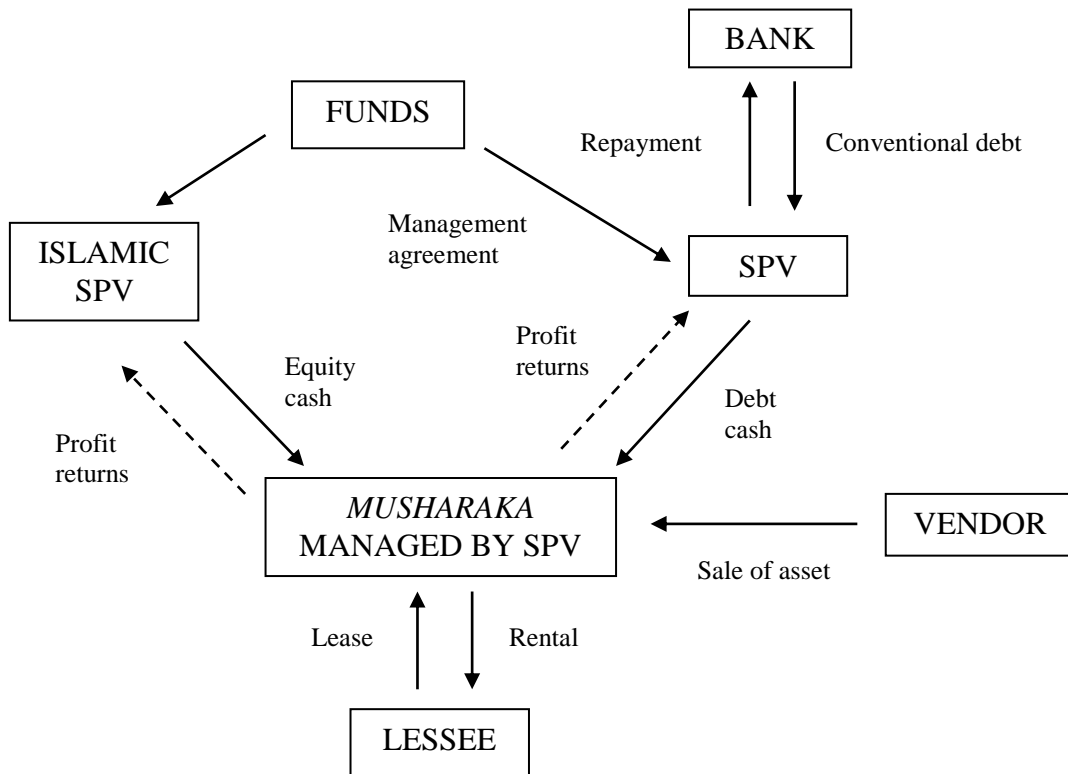 BANK
FUNDS
Repayment
Conventional debt
Management
agreement
ISLAMIC
SPV
SPV
Profit
returns
Equity
cash
Debt
cash
Profit
returns
MUSHARAKA
MANAGED BY SPV
VENDOR
Sale of asset
Lease
Rental
LESSEE